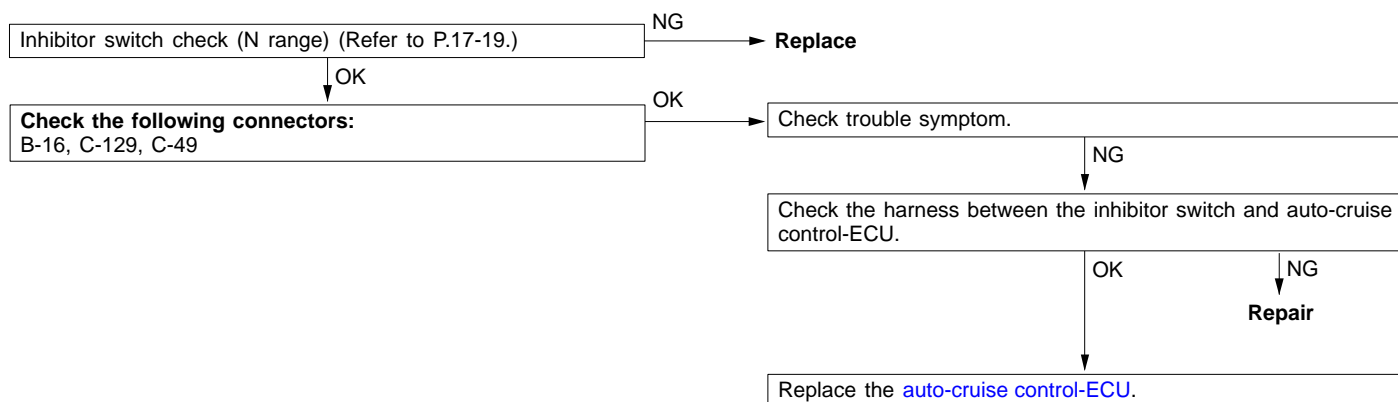 NG
Inhibitor switch check (N range) (Refer to P.17-19.)
Replace
OK
OK
Check the following connectors:
B-16, C-129, C-49
Check trouble symptom.
NG
Check the harness between the inhibitor switch and auto-cruise
control-ECU.
OK
NG
Repair
Replace the auto-cruise control-ECU.